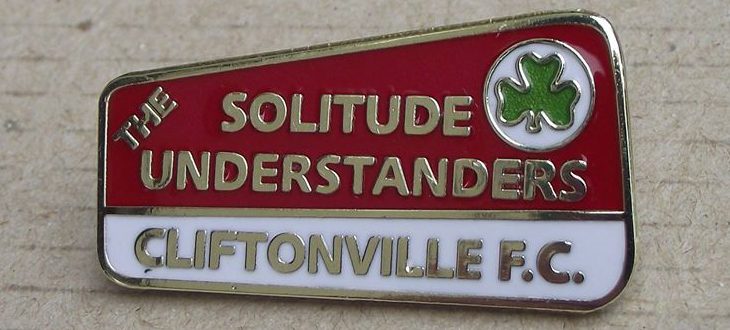 THE
SOLITUDE
UNDERSTANDERS
CLIFTONVILLE F.C.